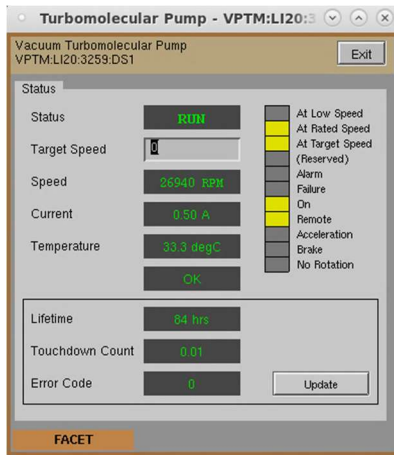 Turbomolecular Pump - VPTM:LI20:3
Vacuum Turbomolecular Pump
VPTM:LI20:3259:DS1
Exit
Status
Status RUN
Target Speed 0
Speed 26940 RPM
Current 0.50 A
Temperature 33.3 degC
OK
At Low Speed
At Rated Speed
At Target Speed
(Reserved)
Alarm
Failure
On
Remote
Acceleration
Brake
No Rotation
Lifetime 84 hrs
Touchdown Count 0.01
Error Code 0
Update
FACET